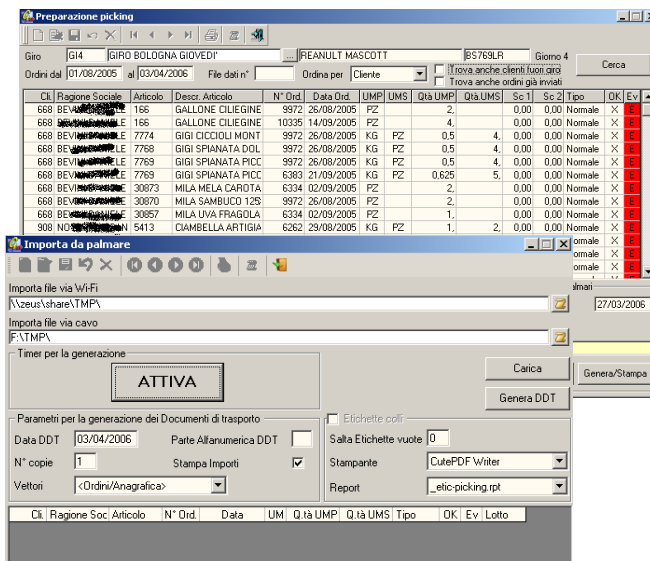 Preparazione picking
Giro GI4 GIRO BOLOGNA GIOVEDI' ... REANULT MASCOTT BS769LR Giorno 4 Cerca
Ordini dal 01/08/2005 al 03/04/2006 File dati n° Ordina per Cliente Trova anche clienti fuori giro
Trova anche ordini già inviati
Cli. Ragione Sociale Articolo Descr. Articolo N° Ord. Data Ord. UMP UMS Qtà UMP Qtà.UMS Sc 1 Sc 2 Tipo OK Ev
668 166 GALLONE CILIEGINE 9972 26/08/2005 PZ 2, 0,00 0,00 Normale X E
668 166 GALLONE CILIEGINE 10335 14/09/2005 PZ 4, 0,00 0,00 Normale X E
668 7774 GIGI CICCIOLI MONT 9972 26/08/2005 KG PZ 0,5 4, 0,00 0,00 Normale X E
668 7768 GIGI SPIANATA DOL 9972 26/08/2005 KG PZ 0,5 4, 0,00 0,00 Normale X E
668 7769 GIGI SPIANATA PICC 9972 26/08/2005 KG PZ 0,5 4, 0,00 0,00 Normale X E
668 7769 GIGI SPIANATA PICC 6383 21/09/2005 KG PZ 0,625 5, 0,00 0,00 Normale X E
668 30873 MILA MELA CAROTA 6334 02/09/2005 PZ 2, 0,00 0,00 Normale X E
668 30870 MILA SAMBUCO 125 9972 26/08/2005 PZ 2, 0,00 0,00 Normale X E
668 30857 MILA UVA FRAGOLA 6334 02/09/2005 PZ 1, 0,00 0,00 Normale X E
908 5413 CIAMBELLA ARTIGIA 6262 29/08/2005 KG PZ 1, 2, 0,00 0,00 Normale X E
Importa da palmare
ormale X E
ormale X E
ormale X E
Importa file via Wi-Fi
\\zeus\share\TMP\
almari
27/03/2006
Importa file via cavo
F:\TMP\
Timer per la generazione
ATTIVA
Carica
Genera DDT
Genera/Stampa
Parametri per la generazione dei Documenti di trasporto
Etichette colli
Data DDT 03/04/2006 Parte Alfanumerica DDT Salta Etichette vuote 0
N° copie 1 Stampa Importi Stampante CutePDF Writer
Vettori <Ordini/Anagrafica> Report _etic-picking.rpt
Cli. Ragione Soc Articolo N° Ord. Data UM Q.tà UMP Q.tà UMS Tipo OK Ev Lotto